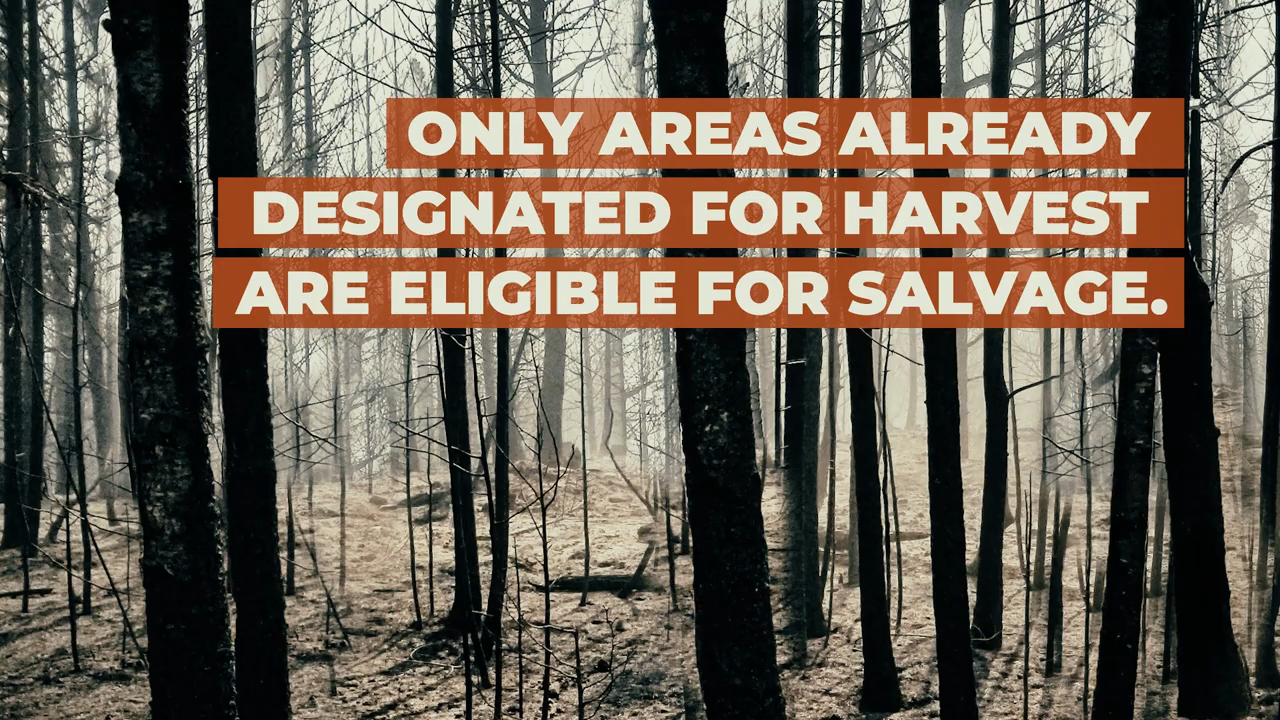 ONLY AREAS ALREADY
DESIGNATED FOR HARVEST
ARE ELIGIBLE FOR SALVAGE.